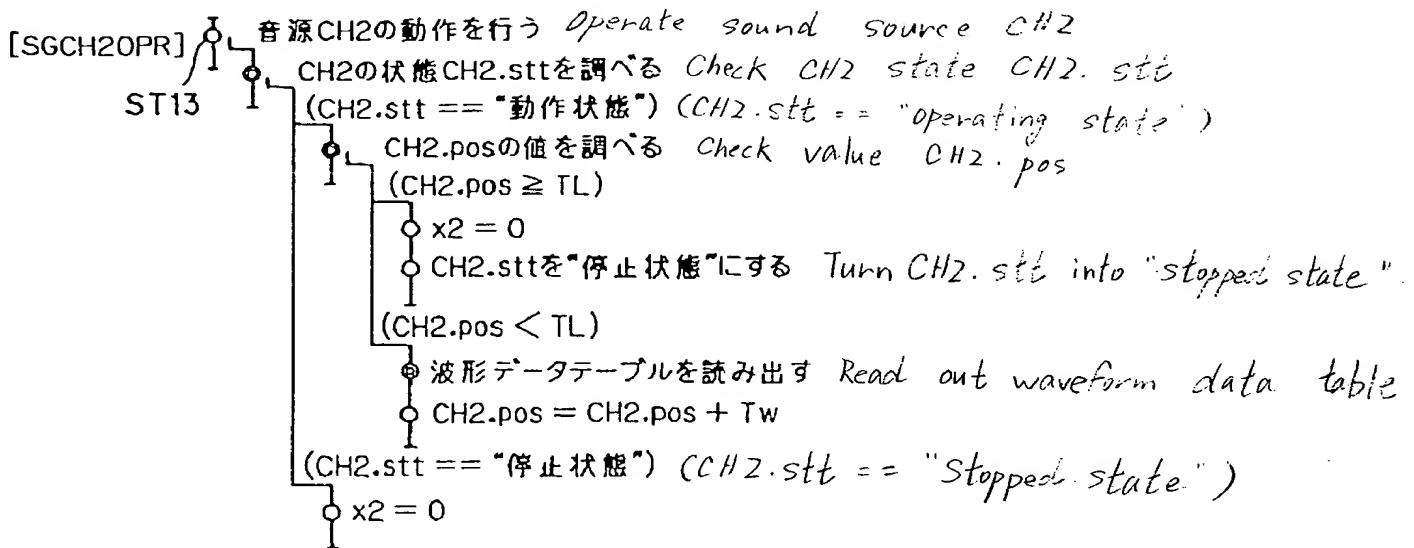 [SGCH2OPR] 音源CH2の動作を行う Operate sound source CH2
ST13
CH2の状態CH2.sttを調べる Check CH2 state CH2.stt
(CH2.stt == "動作状態") (CH2.stt == "Operating state")
CH2.posの値を調べる Check value CH2.pos
(CH2.pos ≧ TL)
x2 = 0
CH2.sttを"停止状態"にする Turn CH2.stt into "stopped state".
(CH2.pos < TL)
波形データテーブルを読み出す Read out waveform data table
CH2.pos = CH2.pos + Tw
(CH2.stt == "停止状態") (CH2.stt == "Stopped state")
x2 = 0